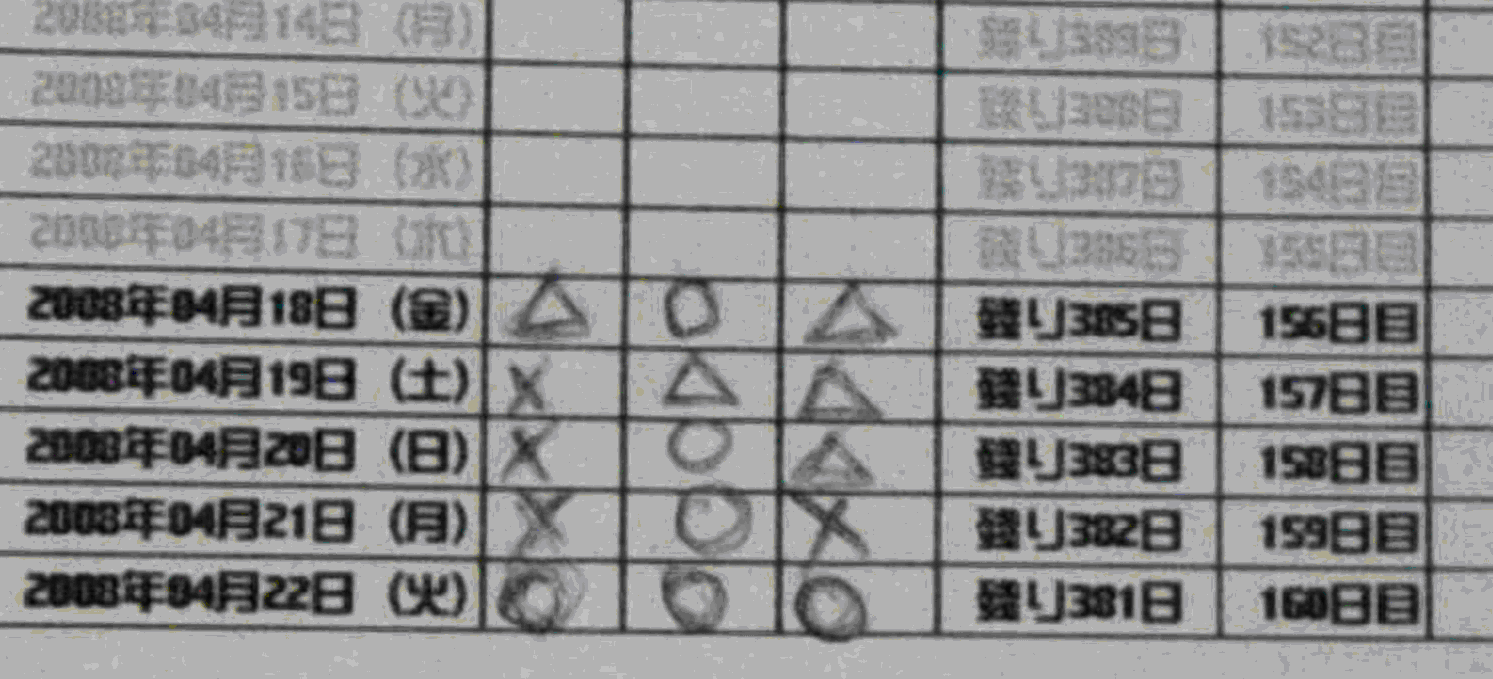 2008年04月14日 (月) 残り389日 152日目
2008年04月15日 (火) 残り388日 153日目
2008年04月16日 (水) 残り387日 154日目
2008年04月17日 (木) 残り386日 155日目
2008年04月18日 (金) △ ○ △ 残り385日 156日目
2008年04月19日 (土) × △ △ 残り384日 157日目
2008年04月20日 (日) × ○ △ 残り383日 158日目
2008年04月21日 (月) × ○ × 残り382日 159日目
2008年04月22日 (火) ◎ ◎ ◎ 残り381日 160日目